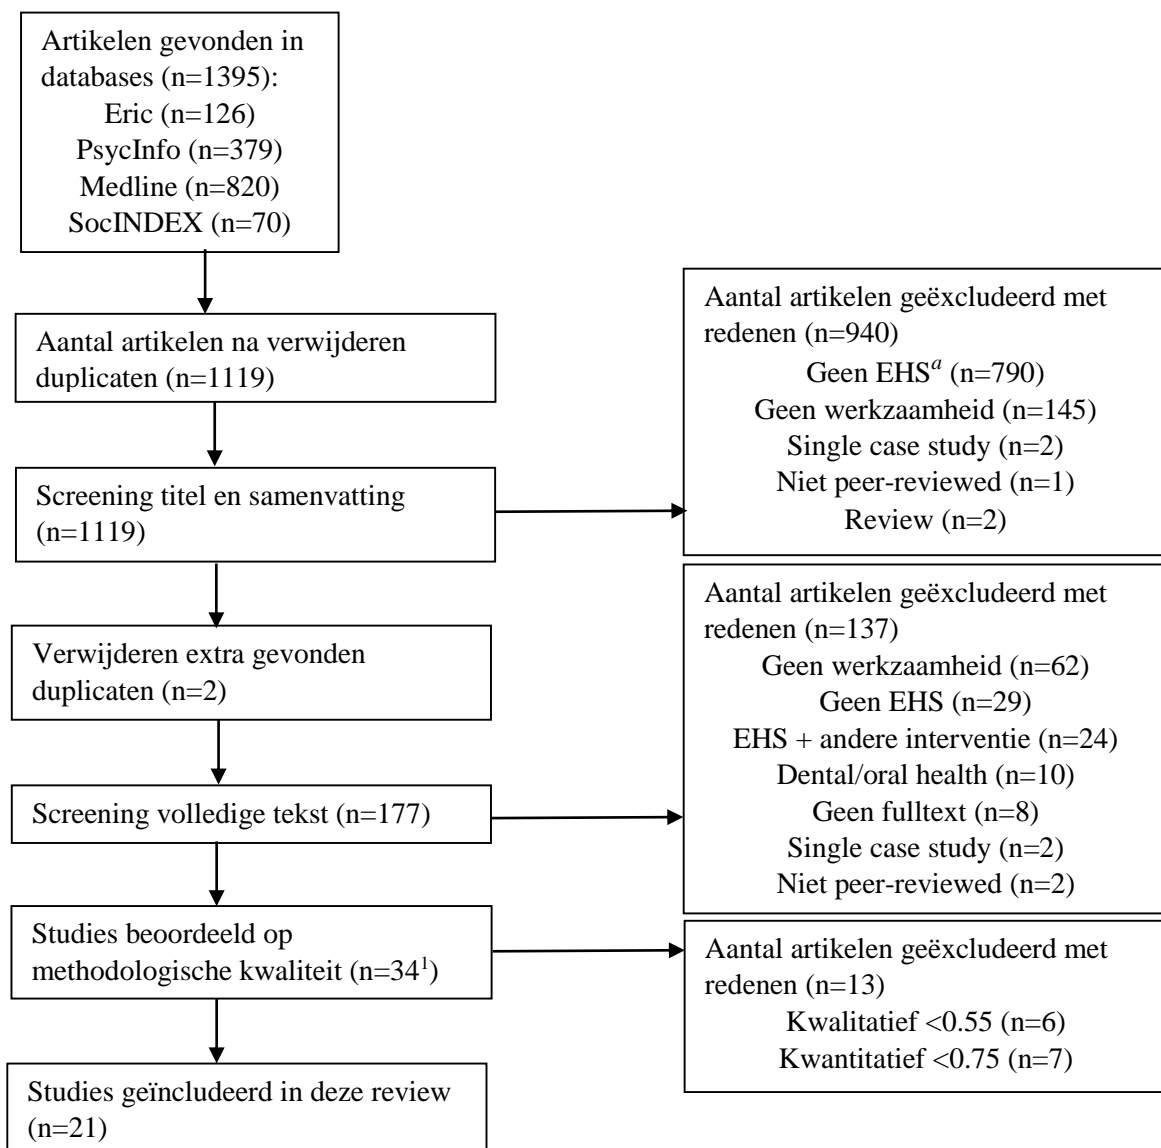 Artikelen gevonden in
databases (n=1395):
Eric (n=126)
PsycInfo (n=379)
Medline (n=820)
SocINDEX (n=70)
Aantal artikelen na verwijderen
duplicaten (n=1119)
Screening titel en samenvatting
(n=1119)
Aantal artikelen geëxcludeerd met
redenen (n=940)
Geen EHSᵃ (n=790)
Geen werkzaamheid (n=145)
Single case study (n=2)
Niet peer-reviewed (n=1)
Review (n=2)
Verwijderen extra gevonden
duplicaten (n=2)
Screening volledige tekst (n=177)
Aantal artikelen geëxcludeerd met
redenen (n=137)
Geen werkzaamheid (n=62)
Geen EHS (n=29)
EHS + andere interventie (n=24)
Dental/oral health (n=10)
Geen fulltext (n=8)
Single case study (n=2)
Niet peer-reviewed (n=2)
Studies beoordeeld op
methodologische kwaliteit (n=34¹)
Aantal artikelen geëxcludeerd met
redenen (n=13)
Kwalitatief <0.55 (n=6)
Kwantitatief <0.75 (n=7)
Studies geïncludeerd in deze review
(n=21)